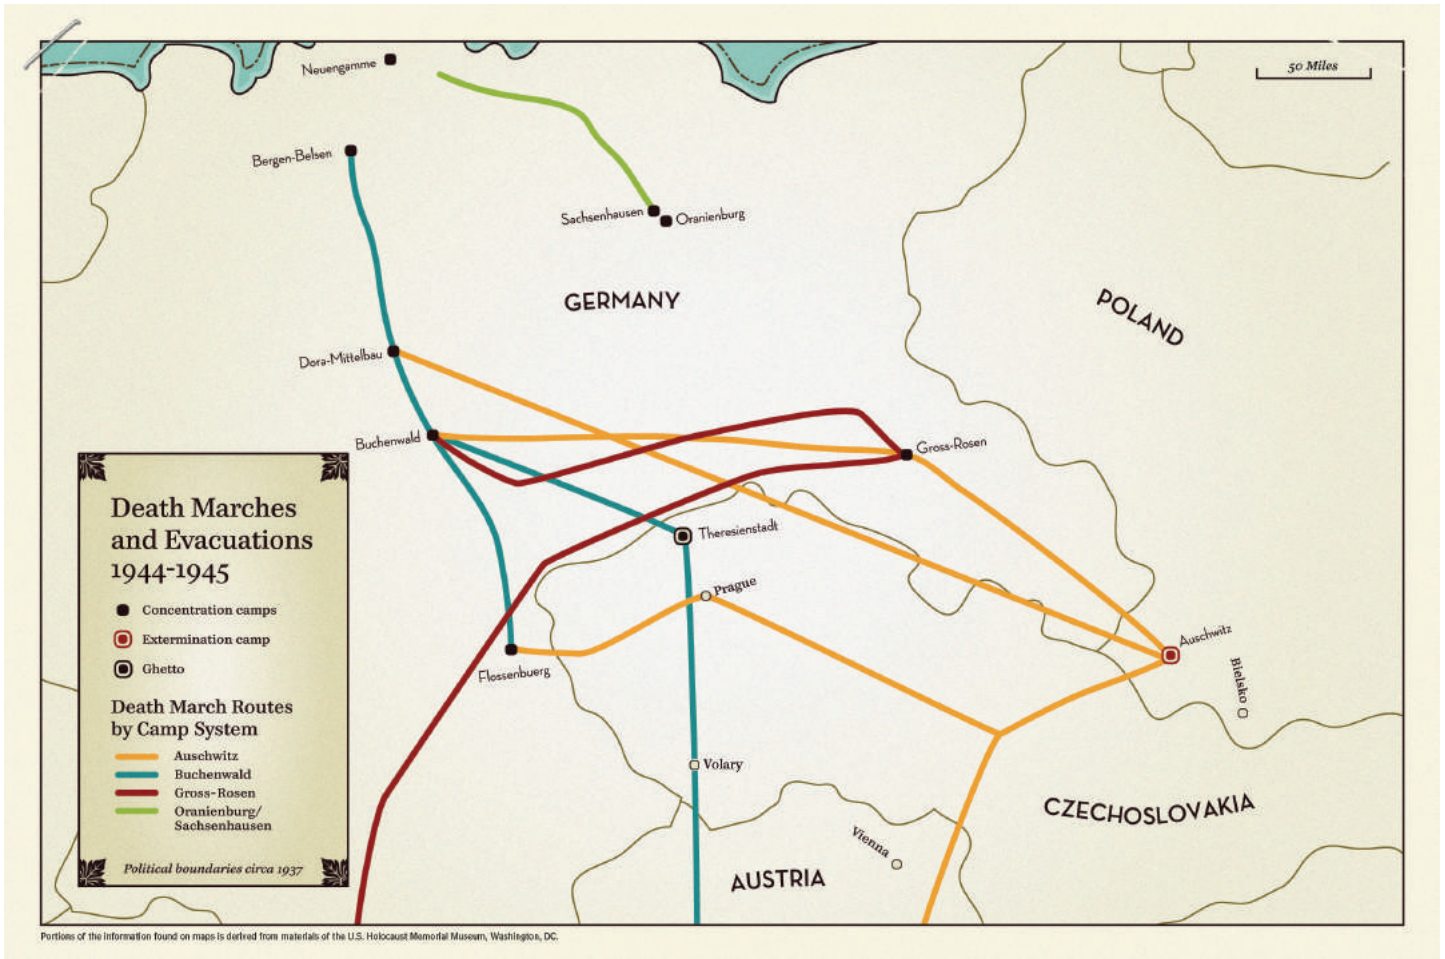 50 Miles
Neuengamme
Bergen-Belsen
Sachsenhausen
Oranienburg
GERMANY
POLAND
Dora-Mittelbau
Buchenwald
Gross-Rosen
Theresienstadt
Prague
Auschwitz
Bielsko
Flossenbuerg
Volary
CZECHOSLOVAKIA
Vienna
AUSTRIA
Death Marches
and Evacuations
1944-1945
Concentration camps
Extermination camp
Ghetto
Death March Routes
by Camp System
Auschwitz
Buchenwald
Gross-Rosen
Oranienburg/
Sachsenhausen
Political boundaries circa 1937
Portions of the information found on maps is derived from materials of the U.S. Holocaust Memorial Museum, Washington, DC.